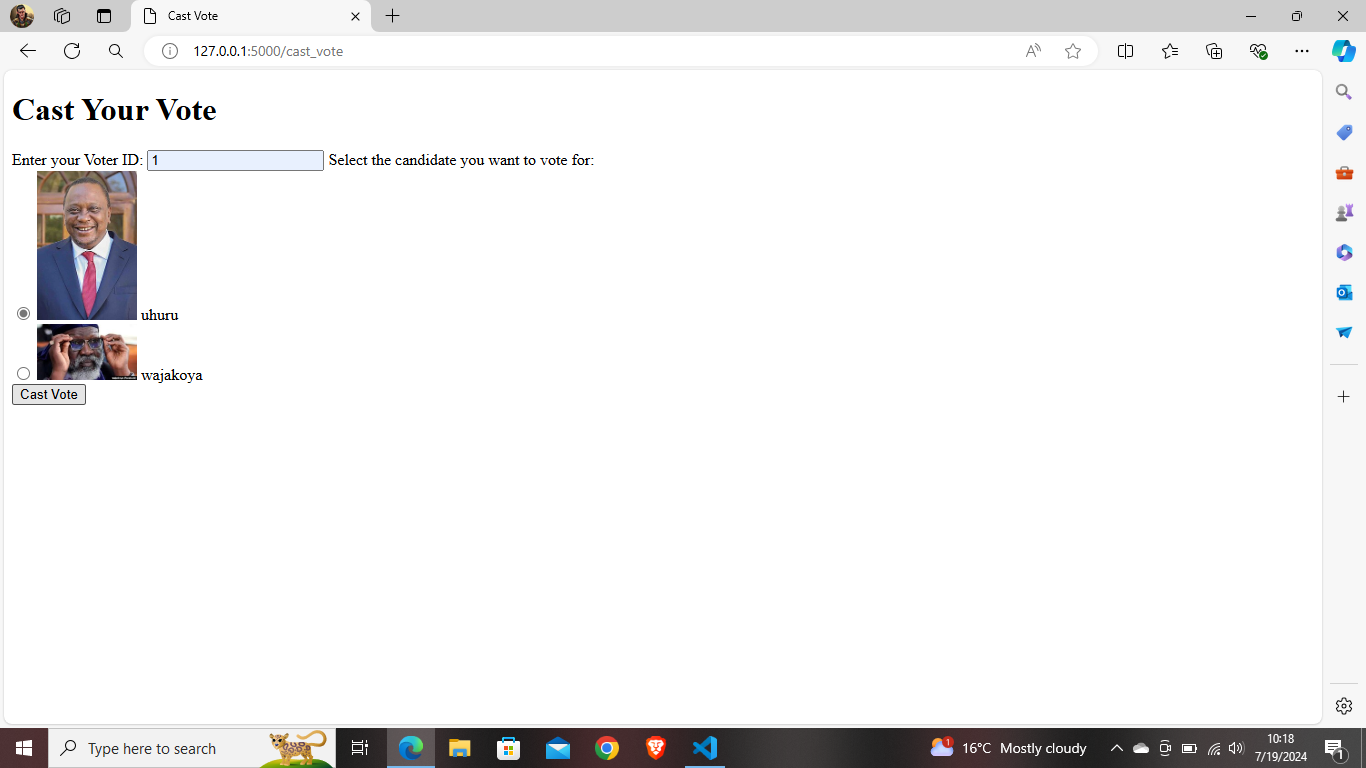 Cast Vote
127.0.0.1:5000/cast_vote
Cast Your Vote
Enter your Voter ID: 1 Select the candidate you want to vote for:
uhuru
wajakoya
Cast Vote
Type here to search
1
16°C Mostly cloudy
10:18
7/19/2024
1